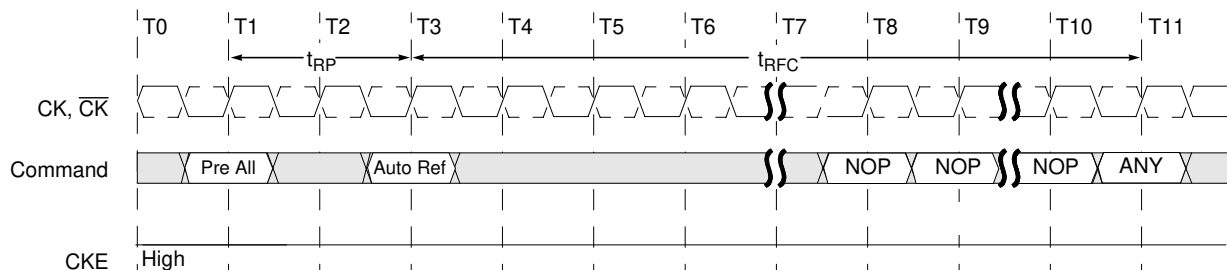 T0 T1 T2 T3 T4 T5 T6 T7 T8 T9 T10 T11
tRP tRFC
CK, C̅K̅
Command Pre All Auto Ref NOP NOP NOP ANY
CKE High